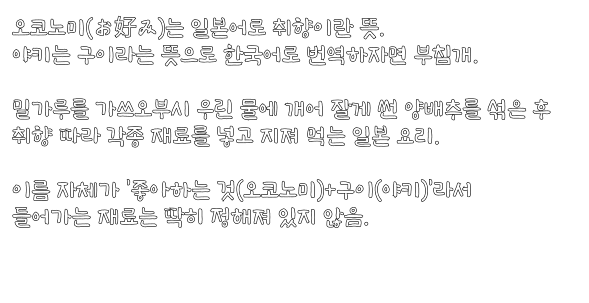 오코노미(お好み)는 일본어로 취향이란 뜻.
야키는 구이라는 뜻으로 한국어로 번역하자면 부침개.
밀가루를 가쓰오부시 우린 물에 개어 잘게 썬 양배추를 섞은 후
취향 따라 각종 재료를 넣고 지져 먹는 일본 요리.
이름 자체가 '좋아하는 것(오코노미)+구이(야키)'라서
들어가는 재료는 딱히 정해져 있지 않음.